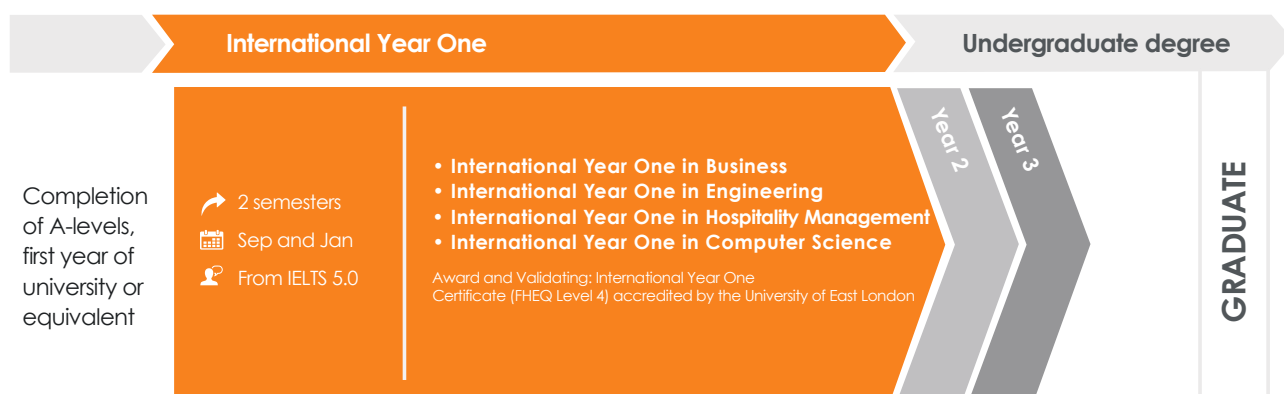 International Year One
Undergraduate degree
Completion
of A-levels,
first year of
university or
equivalent
2 semesters
Sep and Jan
From IELTS 5.0
• International Year One in Business
• International Year One in Engineering
• International Year One in Hospitality Management
• International Year One in Computer Science
Award and Validating: International Year One
Certificate (FHEQ Level 4) accredited by the University of East London
Year 2
Year 3
GRADUATE